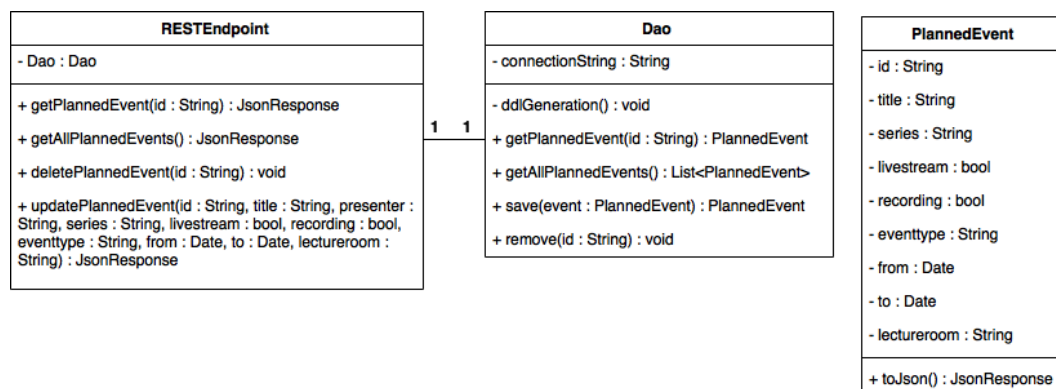 RESTEndpoint
- Dao : Dao
+ getPlannedEvent(id : String) : JsonResponse
+ getAllPlannedEvents() : JsonResponse
+ deletePlannedEvent(id : String) : void
+ updatePlannedEvent(id : String, title : String, presenter :
String, series : String, livestream : bool, recording : bool,
eventtype : String, from : Date, to : Date, lectureroom :
String) : JsonResponse
1 1
Dao
- connectionString : String
- ddlGeneration() : void
+ getPlannedEvent(id : String) : PlannedEvent
+ getAllPlannedEvents() : List<PlannedEvent>
+ save(event : PlannedEvent) : PlannedEvent
+ remove(id : String) : void
PlannedEvent
- id : String
- title : String
- series : String
- livestream : bool
- recording : bool
- eventtype : String
- from : Date
- to : Date
- lectureroom : String
+ toJson() : JsonResponse